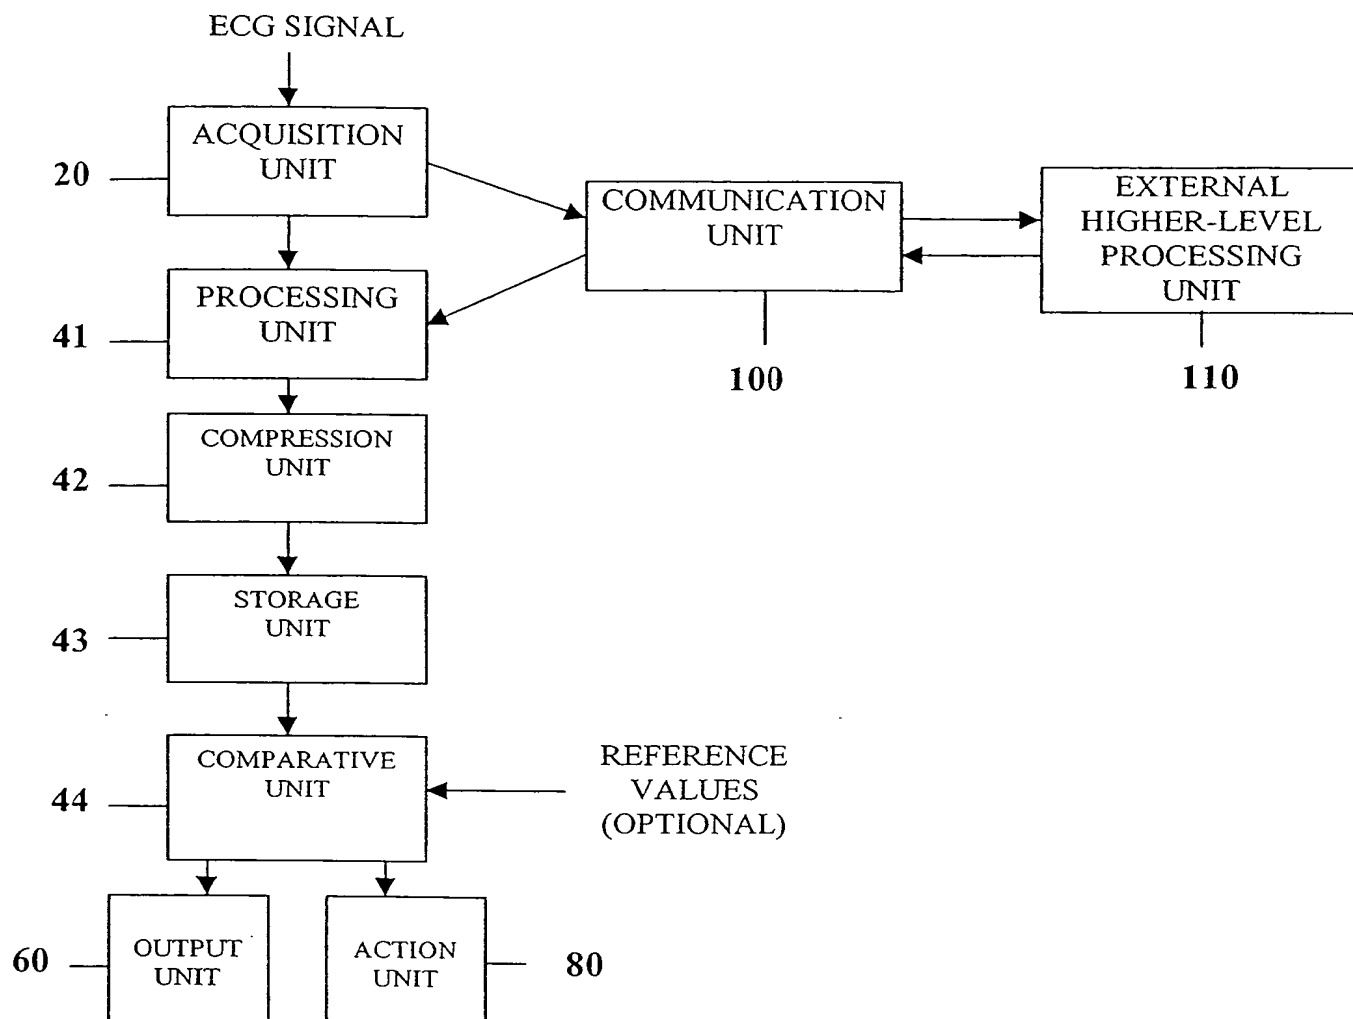 ECG SIGNAL
ACQUISITION
UNIT
20
COMMUNICATION
UNIT
100
EXTERNAL
HIGHER-LEVEL
PROCESSING
UNIT
110
PROCESSING
UNIT
41
COMPRESSION
UNIT
42
STORAGE
UNIT
43
COMPARATIVE
UNIT
44
REFERENCE
VALUES
(OPTIONAL)
60
OUTPUT
UNIT
ACTION
UNIT
80